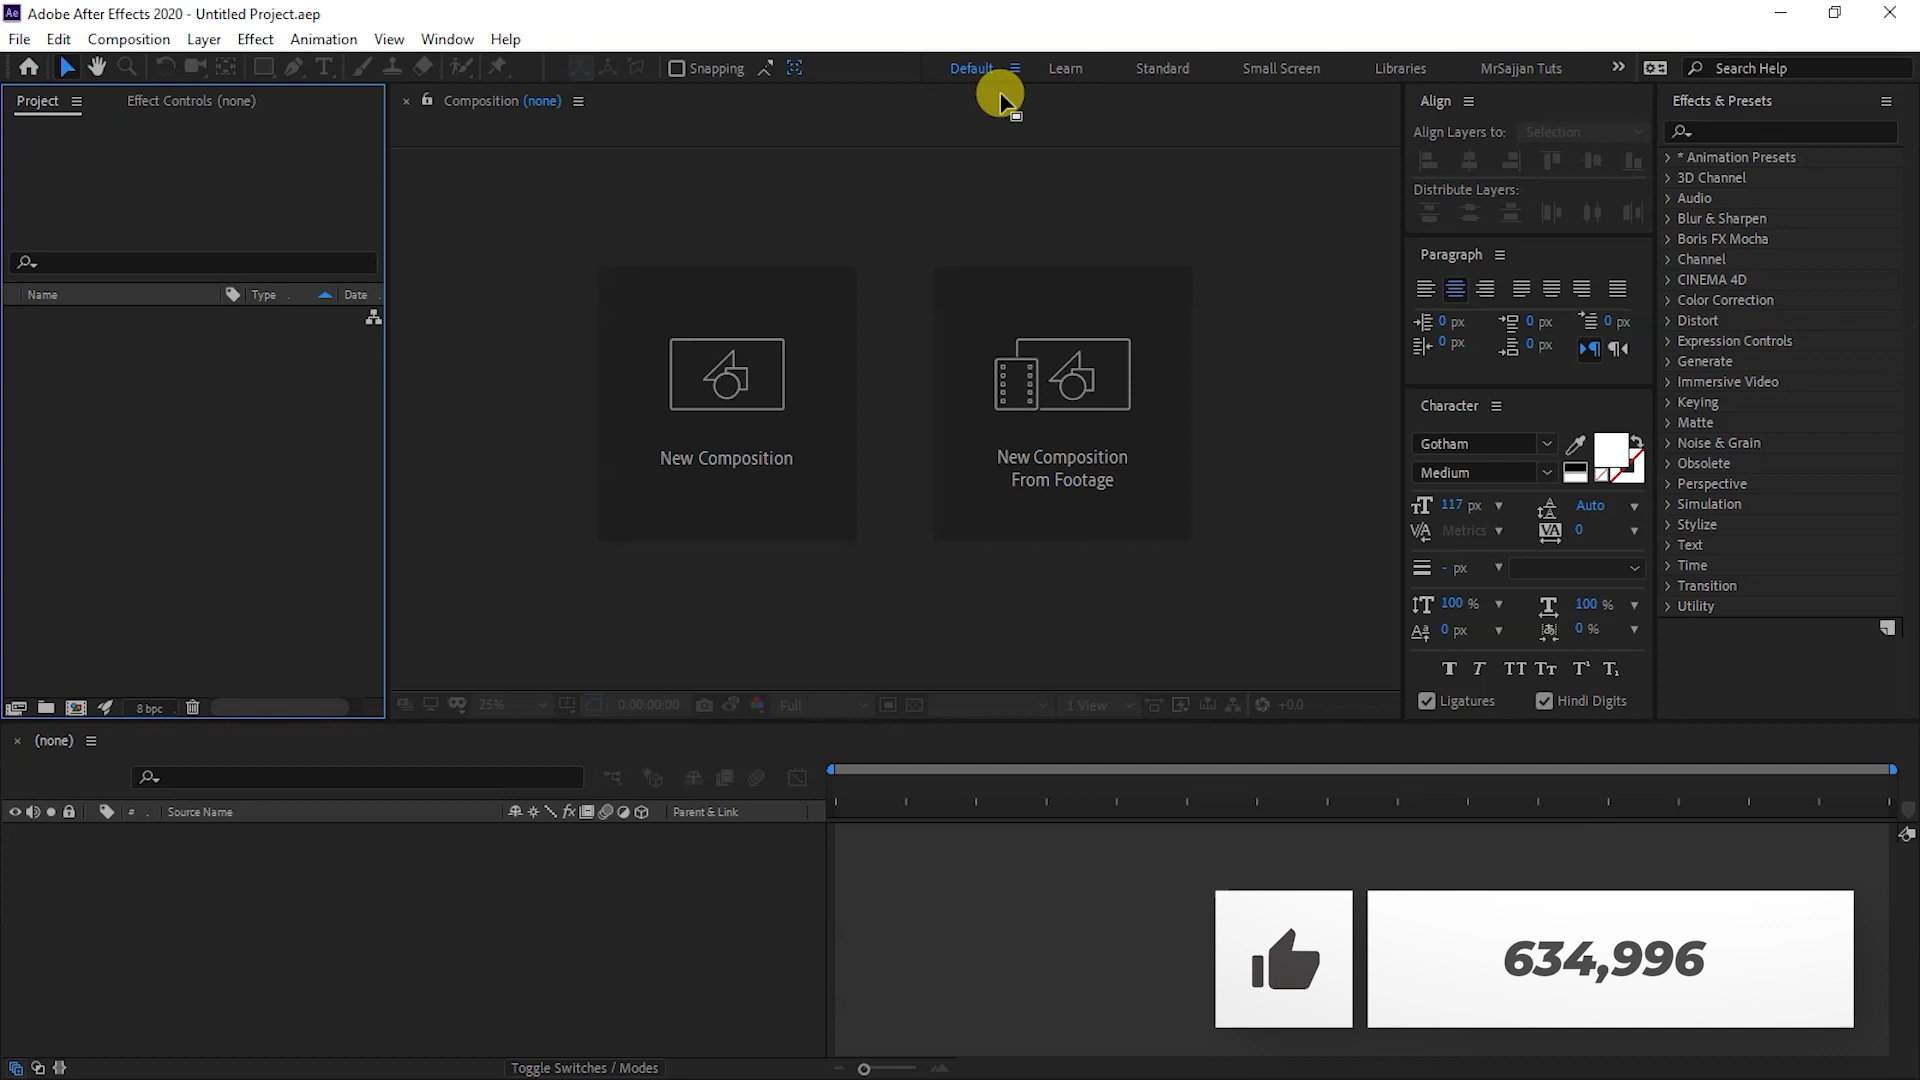 Ae Adobe After Effects 2020 - Untitled Project.aep
File Edit Composition Layer Effect Animation View Window Help
Snapping
Default Learn Standard Small Screen Libraries MrSajjan Tuts Search Help
Project Effect Controls (none)
Name Type Date
8 bpc
Composition (none)
New Composition
New Composition
From Footage
25% 0:00:00:00 Full 1 View +0.0
Align
Align Layers to: Selection
Distribute Layers:
Paragraph
0 px 0 px 0 px
0 px 0 px
Character
Gotham
Medium
117 px Auto
Metrics 0
- px
100 % 100 %
0 px 0 %
T T TT Tт T¹ T₁
Ligatures Hindi Digits
Effects & Presets
* Animation Presets
3D Channel
Audio
Blur & Sharpen
Boris FX Mocha
Channel
CINEMA 4D
Color Correction
Distort
Expression Controls
Generate
Immersive Video
Keying
Matte
Noise & Grain
Obsolete
Perspective
Simulation
Stylize
Text
Time
Transition
Utility
(none)
# Source Name fx Parent & Link
634,996
Toggle Switches / Modes